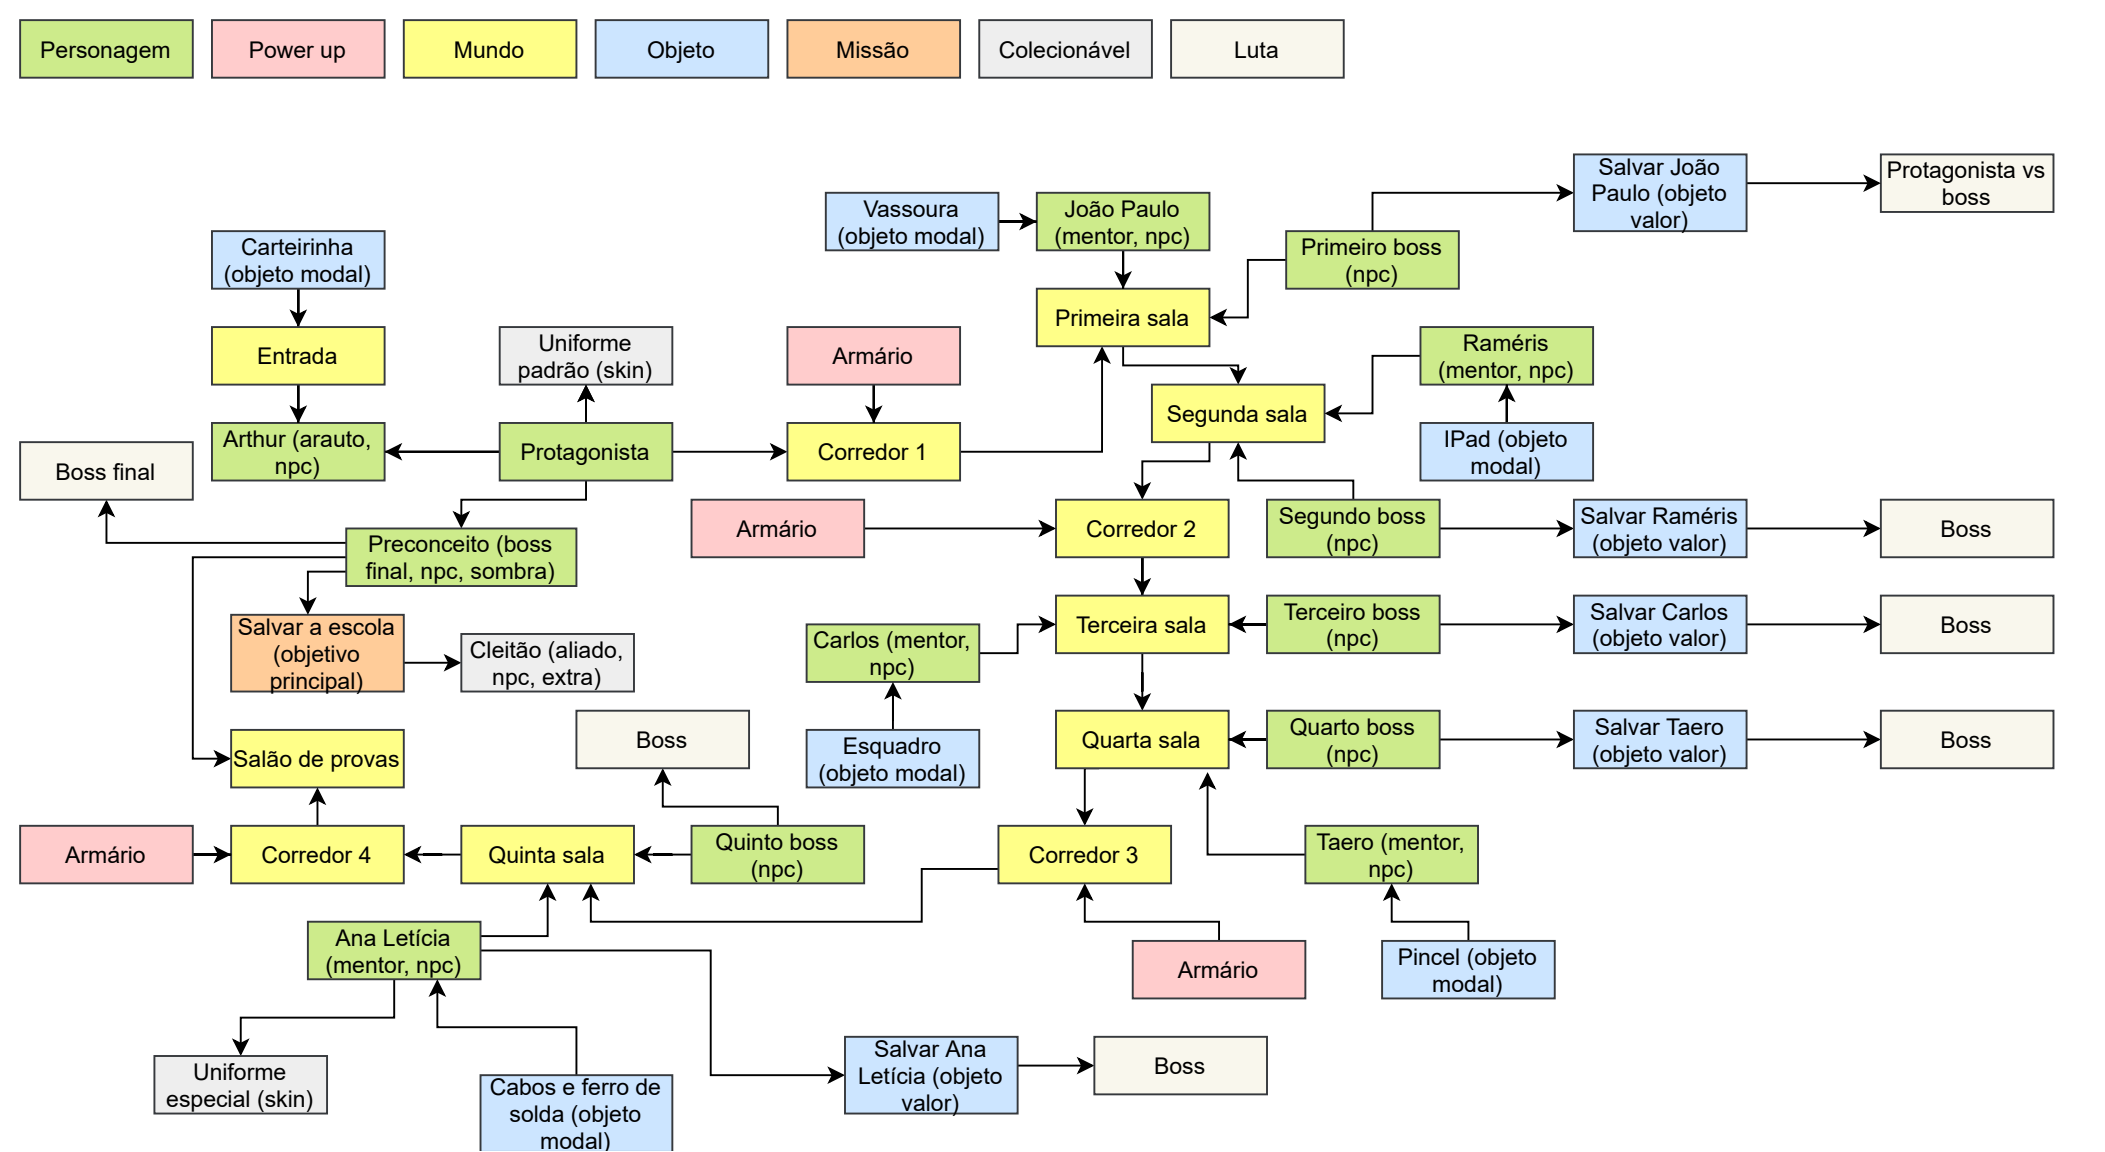 Personagem
Power up
Mundo
Objeto
Missão
Colecionável
Luta
Salvar João
Paulo (objeto
valor)
Protagonista vs
boss
Vassoura
(objeto modal)
João Paulo
(mentor, npc)
Primeiro boss
(npc)
Carteirinha
(objeto modal)
Primeira sala
Entrada
Uniforme
padrão (skin)
Armário
Raméris
(mentor, npc)
Segunda sala
Arthur (arauto,
npc)
Protagonista
Corredor 1
IPad (objeto
modal)
Boss final
Armário
Corredor 2
Segundo boss
(npc)
Salvar Raméris
(objeto valor)
Boss
Preconceito (boss
final, npc, sombra)
Salvar a escola
(objetivo
principal)
Cleitão (aliado,
npc, extra)
Carlos (mentor,
npc)
Terceira sala
Terceiro boss
(npc)
Salvar Carlos
(objeto valor)
Boss
Salão de provas
Boss
Esquadro
(objeto modal)
Quarta sala
Quarto boss
(npc)
Salvar Taero
(objeto valor)
Boss
Armário
Corredor 4
Quinta sala
Quinto boss
(npc)
Corredor 3
Taero (mentor,
npc)
Ana Letícia
(mentor, npc)
Armário
Pincel (objeto
modal)
Uniforme
especial (skin)
Cabos e ferro de
solda (objeto
modal)
Salvar Ana
Letícia (objeto
valor)
Boss